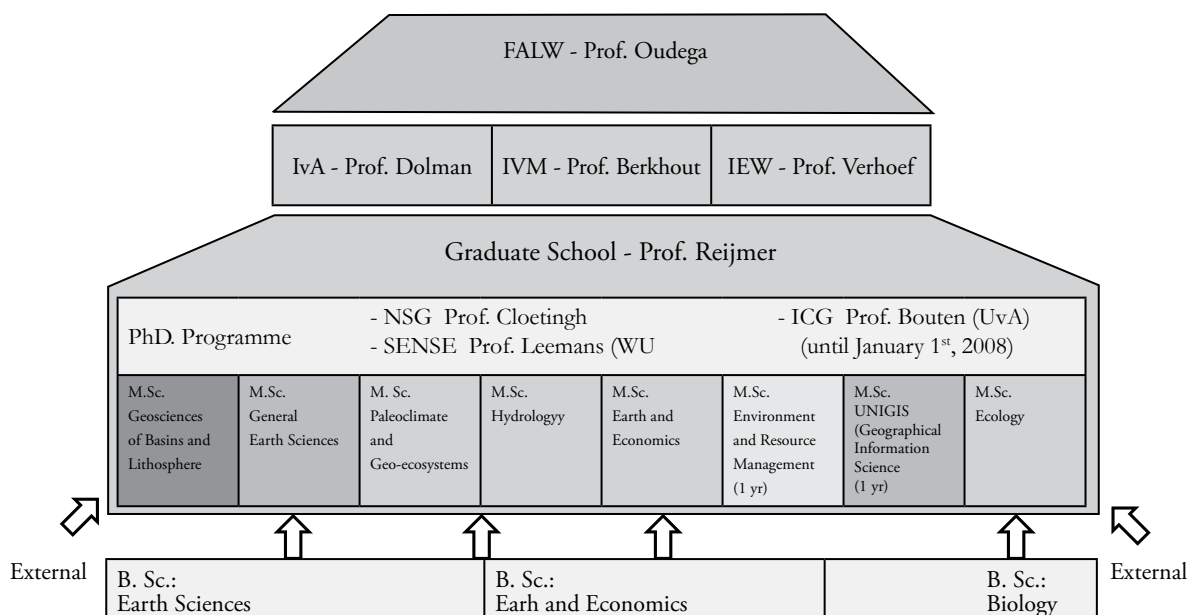 FALW - Prof. Oudega
IvA - Prof. Dolman
IVM - Prof. Berkhout
IEW - Prof. Verhoef
Graduate School - Prof. Reijmer
PhD. Programme
- NSG Prof. Cloetingh
- SENSE Prof. Leemans (WU
- ICG Prof. Bouten (UvA)
(until January 1st, 2008)
M.Sc.
Geosciences
of Basins and
Lithosphere
M.Sc.
General
Earth Sciences
M. Sc.
Paleoclimate
and
Geo-ecosystems
M.Sc.
Hydrologyy
M.Sc.
Earth and
Economics
M.Sc.
Environment
and Resource
Management
(1 yr)
M.Sc.
UNIGIS
(Geographical
Information
Science
(1 yr)
M.Sc.
Ecology
External
External
B. Sc.:
Earth Sciences
B. Sc.:
Earh and Economics
B. Sc.:
Biology